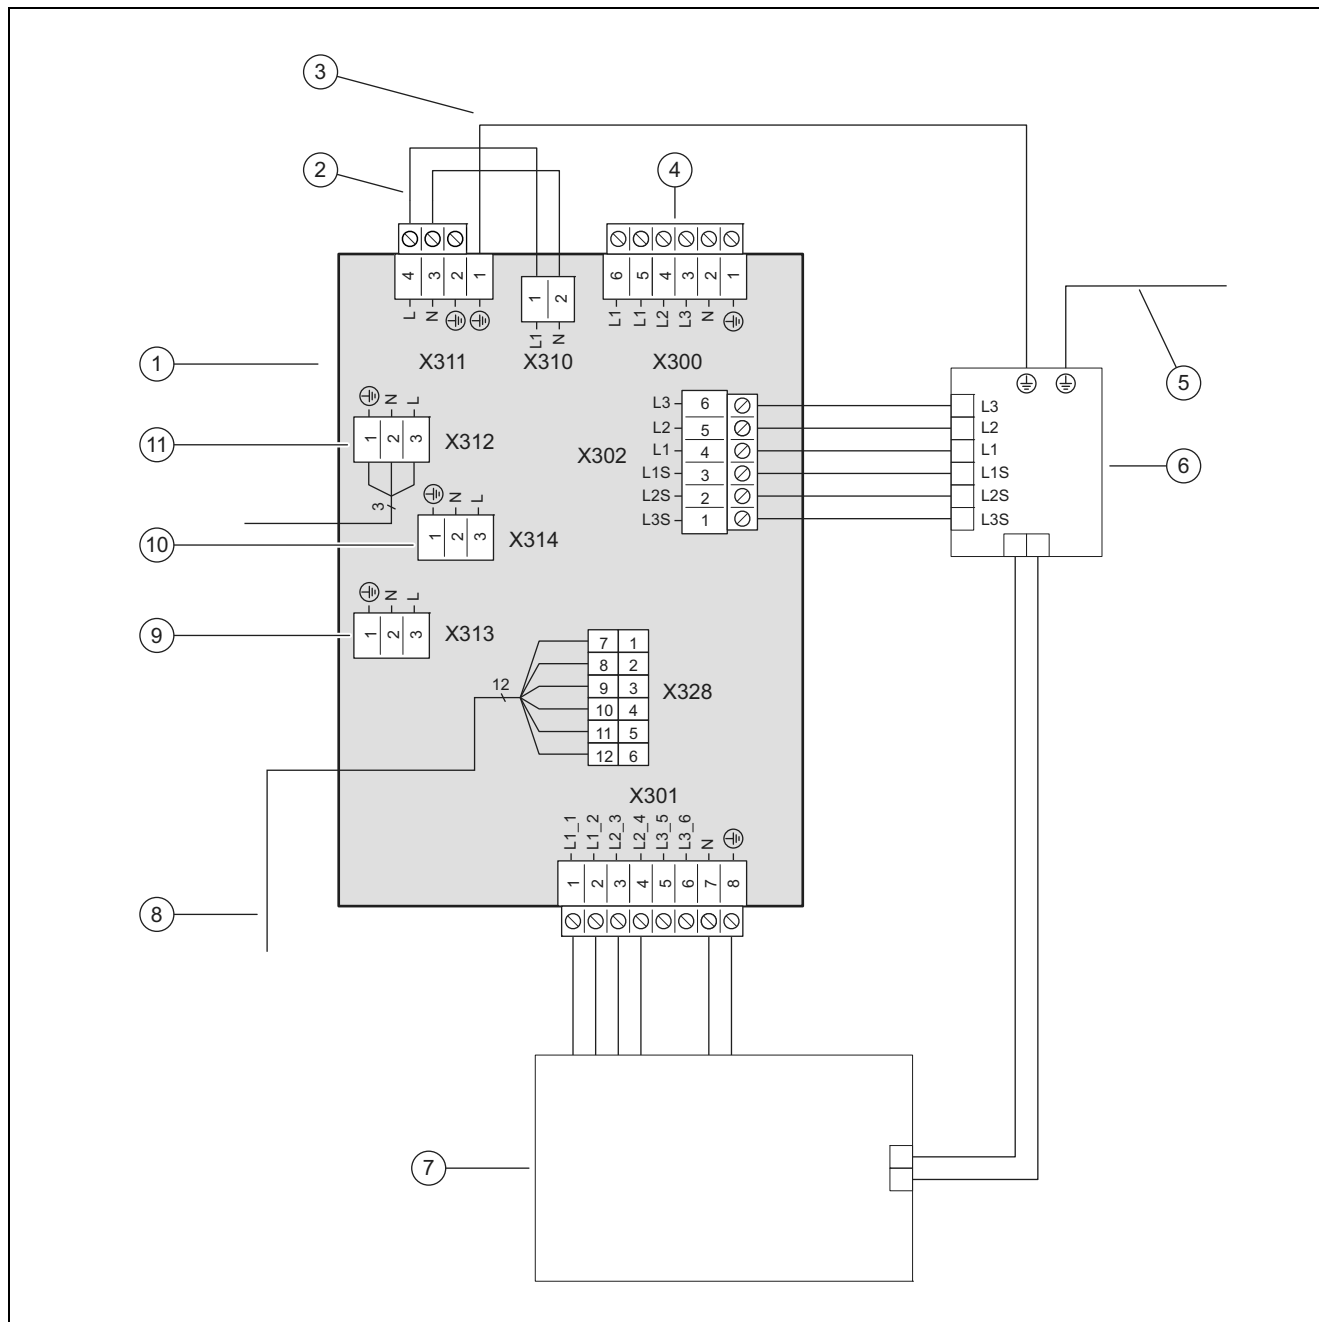 3
2
4
4 3 2 1
1 2
6 5 4 3 2 1
L N
L1 N
L1 L1 L2 L3 N
X311
X310
X300
1
5
N L
1 2 3
X312
11
3
X302
L3 6
L2 5
L1 4
L1S 3
L2S 2
L3S 1
L3
L2
L1
L1S
L2S
L3S
6
N L
1 2 3
X314
10
N L
1 2 3
X313
9
12
7 1
8 2
9 3
10 4
11 5
12 6
X328
X301
L1_1 L1_2 L2_3 L2_4 L3_5 L3_6 N
1 2 3 4 5 6 7 8
8
7